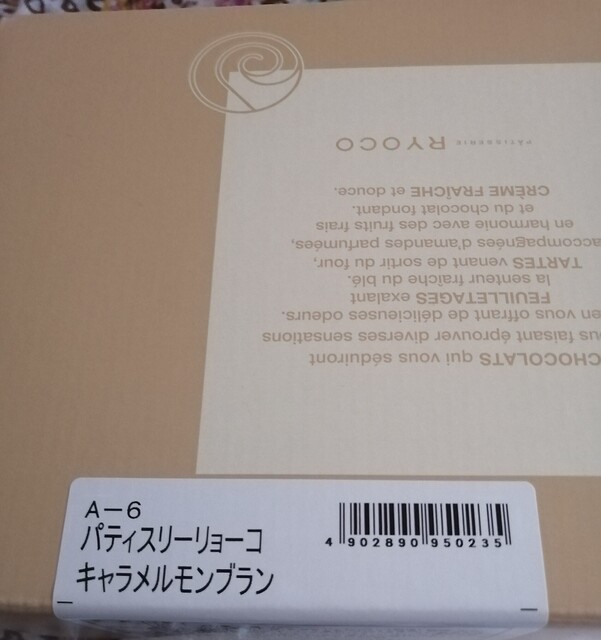 CHOCOLATS qui vous séduiront
faisant éprouver diverses sensations
en vous offrant de délicieuses odeurs.
FEUILLETAGES exalant
la senteur fraîche du blé.
TARTES venant de sortir du four,
accompagnées d'amandes parfumées,
en harmonie avec des fruits frais
et du chocolat fondant.
CRÈME FRAÎCHE et douce.
PÂTISSERIE RYOCO
A-6
パティスリーリョーコ
キャラメルモンブラン
4 902890 950235